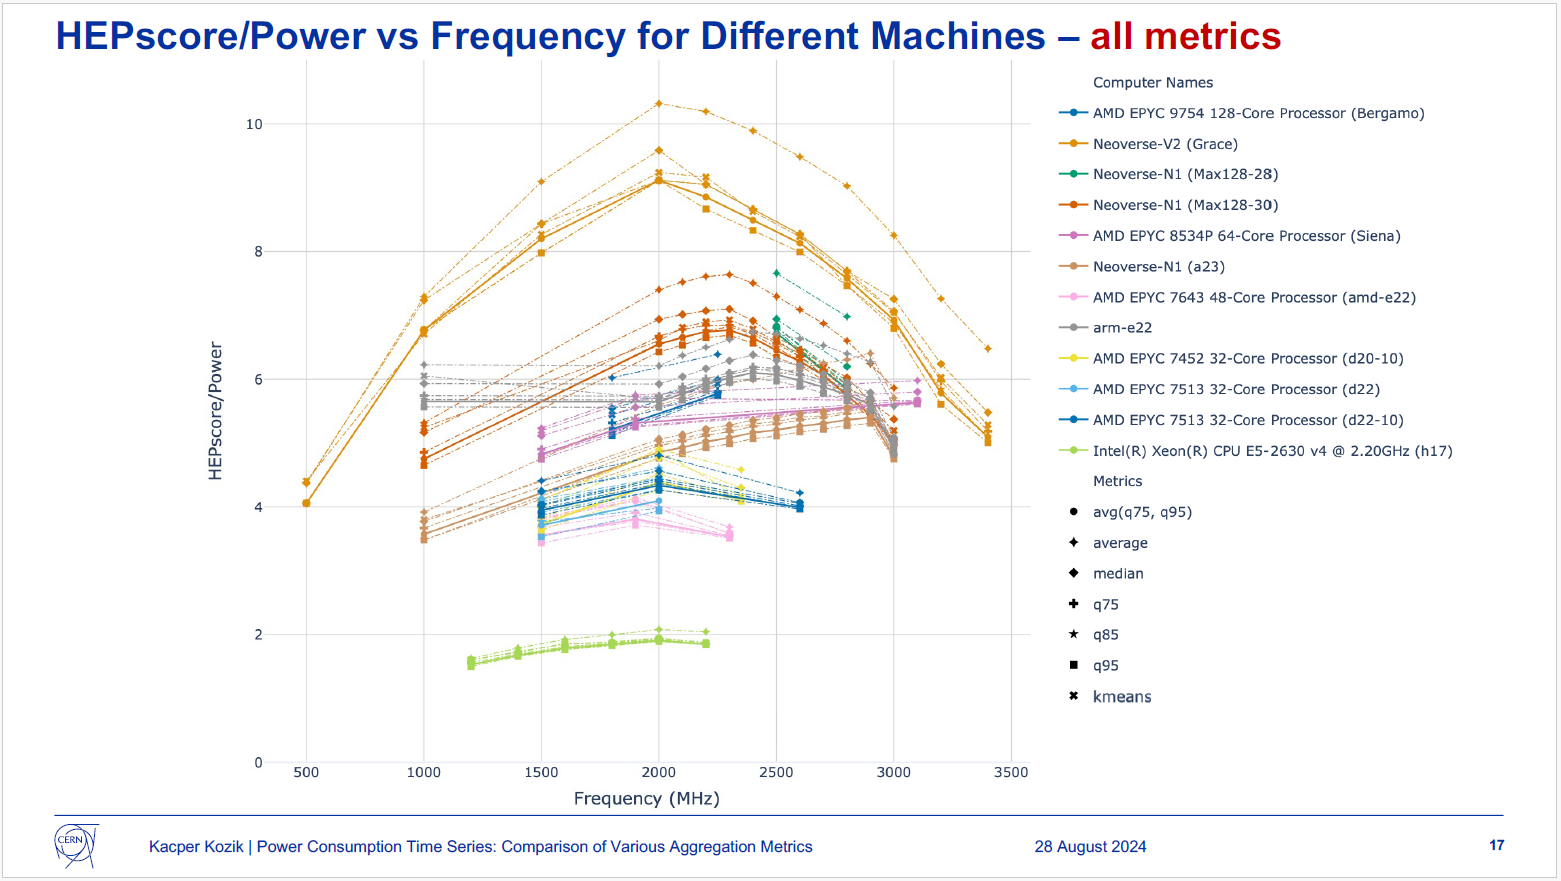 HEPscore/Power vs Frequency for Different Machines – all metrics
10
8
6
4
2
0
HEPscore/Power
500 1000 1500 2000 2500 3000 3500
Frequency (MHz)
Computer Names
AMD EPYC 9754 128-Core Processor (Bergamo)
Neoverse-V2 (Grace)
Neoverse-N1 (Max128-28)
Neoverse-N1 (Max128-30)
AMD EPYC 8534P 64-Core Processor (Siena)
Neoverse-N1 (a23)
AMD EPYC 7643 48-Core Processor (amd-e22)
arm-e22
AMD EPYC 7452 32-Core Processor (d20-10)
AMD EPYC 7513 32-Core Processor (d22)
AMD EPYC 7513 32-Core Processor (d22-10)
Intel(R) Xeon(R) CPU E5-2630 v4 @ 2.20GHz (h17)
Metrics
avg(q75, q95)
average
median
q75
q85
q95
kmeans
CERN
Kacper Kozik | Power Consumption Time Series: Comparison of Various Aggregation Metrics
28 August 2024
17